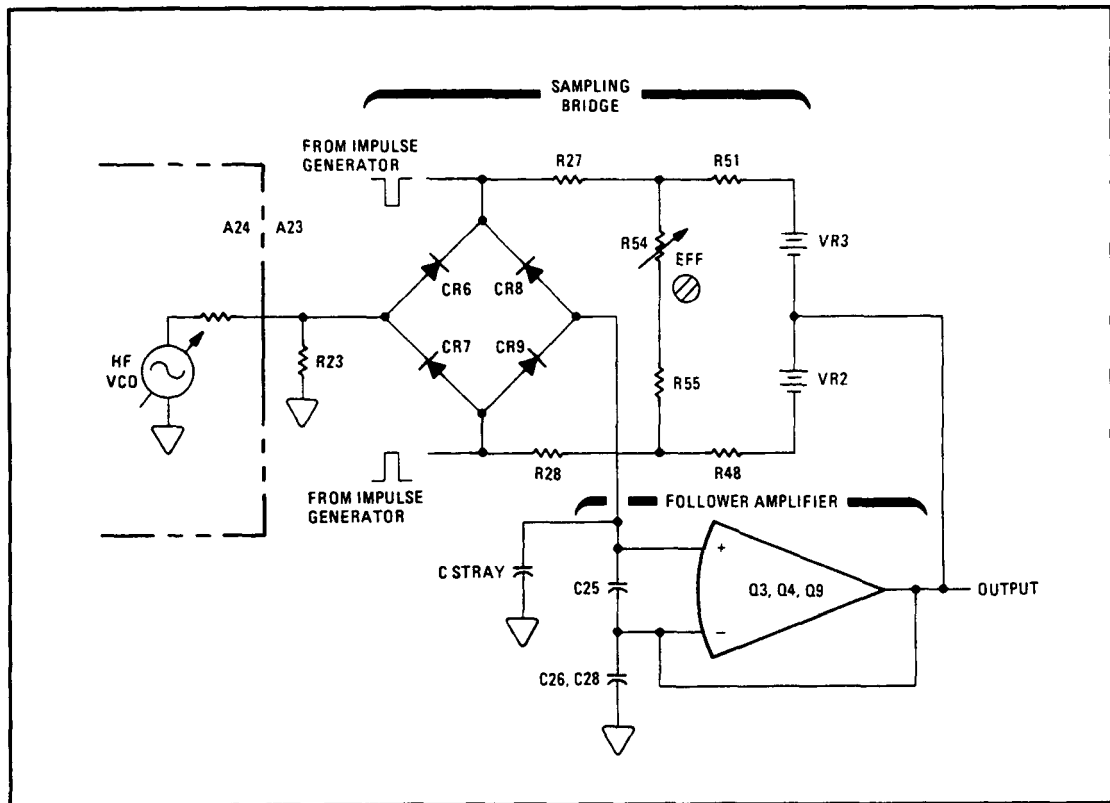 SAMPLING
BRIDGE
FROM IMPULSE
GENERATOR
R27
R51
A24
A23
R54
EFF
VR3
CR6
CR8
HF
VCO
R23
CR7
CR9
R55
VR2
R28
R48
FROM IMPULSE
GENERATOR
FOLLOWER AMPLIFIER
C STRAY
C25
+
Q3, Q4, Q9
OUTPUT
−
C26, C28